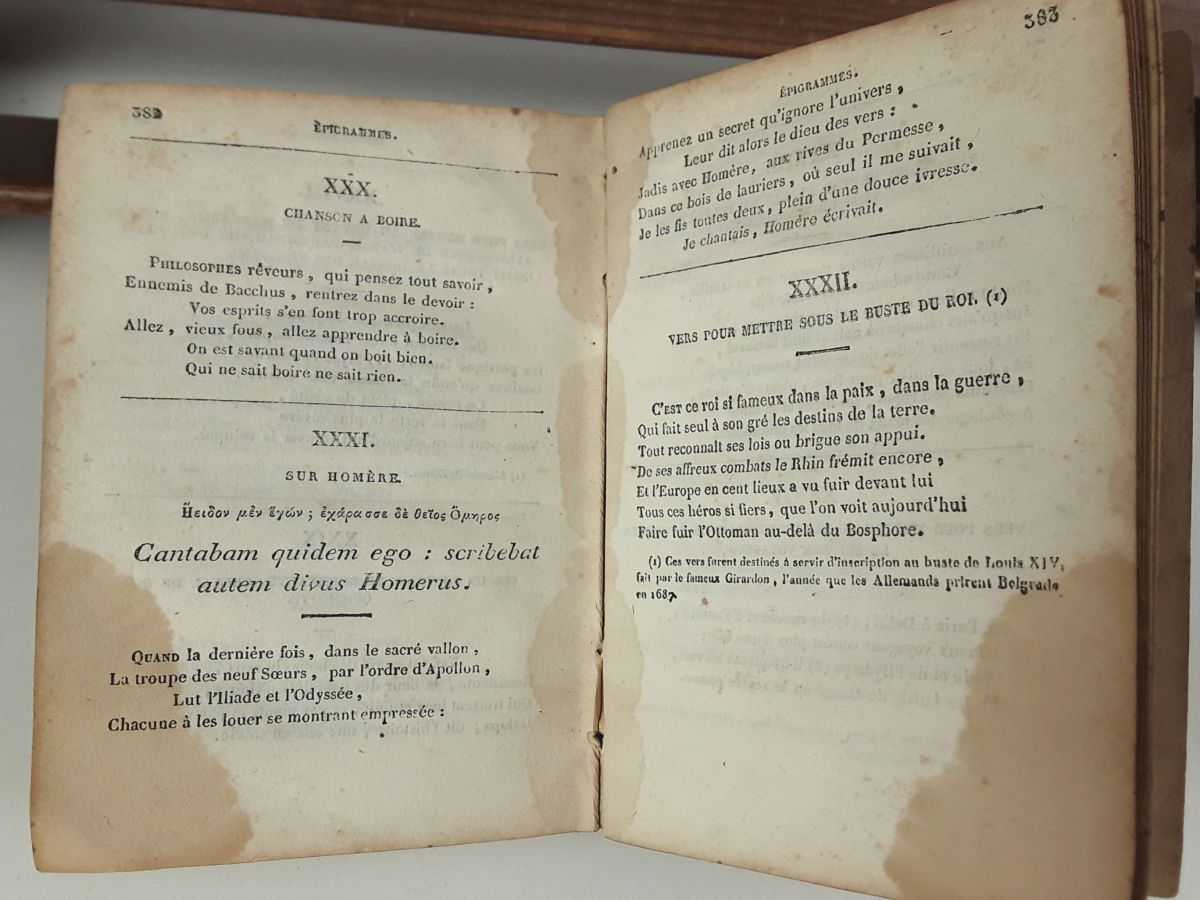 382
ÉPIGRAMMES.
XXX.
CHANSON A BOIRE.
PHILOSOPHES rêveurs, qui pensez tout savoir,
Ennemis de Bacchus, rentrez dans le devoir :
Vos esprits s'en font trop accroire.
Allez, vieux fous, allez apprendre à boire.
On est savant quand on boit bien.
Qui ne sait boire ne sait rien.
XXXI.
SUR HOMÈRE.
Ἤειδον μὲν ἐγών ; ἐχάρασσε δὲ θεῖος Ὅμηρος
Cantabam quidem ego : scribebat
autem divus Homerus.
QUAND la dernière fois, dans le sacré vallon,
La troupe des neuf Sœurs, par l'ordre d'Apollon,
Lut l'Iliade et l'Odyssée,
Chacune à les louer se montrant empressée :
383
ÉPIGRAMMES.
Apprenez un secret qu'ignore l'univers,
Leur dit alors le dieu des vers :
Jadis avec Homère, aux rives du Permesse,
Dans ce bois de lauriers, où seul il me suivait,
Je les fis toutes deux, plein d'une douce ivresse.
Je chantais, Homère écrivait.
XXXII.
VERS POUR METTRE SOUS LE BUSTE DU ROI. (1)
C'EST ce roi si fameux dans la paix, dans la guerre,
Qui fait seul à son gré les destins de la terre.
Tout reconnaît ses lois ou brigue son appui.
De ses affreux combats le Rhin frémit encore,
Et l'Europe en cent lieux a vu fuir devant lui
Tous ces héros si fiers, que l'on voit aujourd'hui
Faire fuir l'Ottoman au-delà du Bosphore.
(1) Ces vers furent destinés à servir d'inscription au buste de Louis XIV,
fait par le fameux Girardon, l'année que les Allemands prirent Belgrade
en 1687.